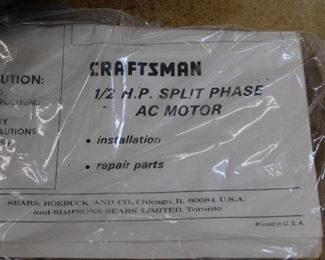 CRAFTSMAN
1/2 H.P. SPLIT PHASE
AC MOTOR
• installation
• repair parts
UTION:
SEARS, ROEBUCK AND CO., Chicago, IL 60684 U.S.A.
and SIMPSONS-SEARS LIMITED, Toronto
Printed in U.S.A.